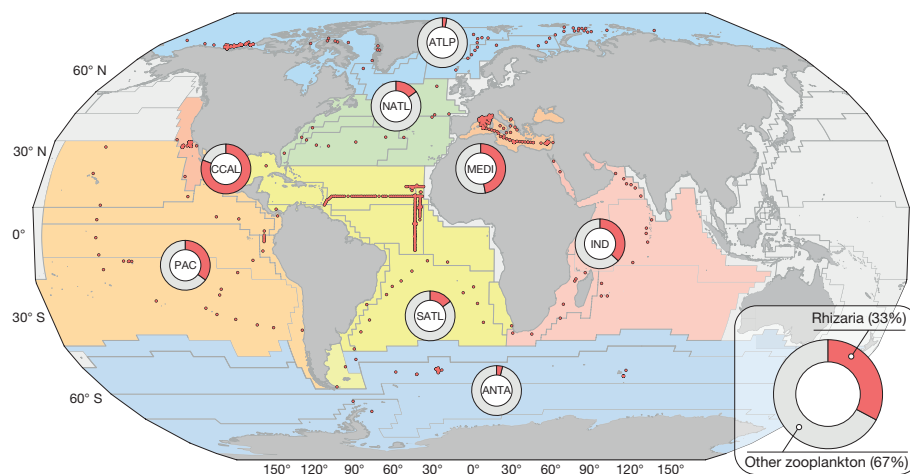 ATLP
60° N
NATL
30° N
CCAL
MEDI
0°
IND
PAC
SATL
30° S
Rhizaria (33%)
ANTA
60° S
Other zooplankton (67%)
150° 120° 90° 60° 30° 0° 30° 60° 90° 120° 150°